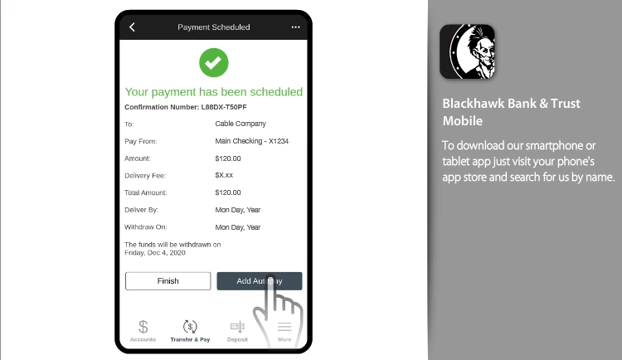 Payment Scheduled
Your payment has been scheduled
Confirmation Number: L88DX-T50PF
To: Cable Company
Pay From: Main Checking - X1234
Amount: $120.00
Delivery Fee: $X.xx
Total Amount: $120.00
Deliver By: Mon Day, Year
Withdraw On: Mon Day, Year
The funds will be withdrawn on
Friday, Dec 4, 2020
Finish Add Aut ay
Accounts Transfer & Pay Deposit More
Blackhawk Bank & Trust
Mobile
To download our smartphone or
tablet app just visit your phone's
app store and search for us by name.